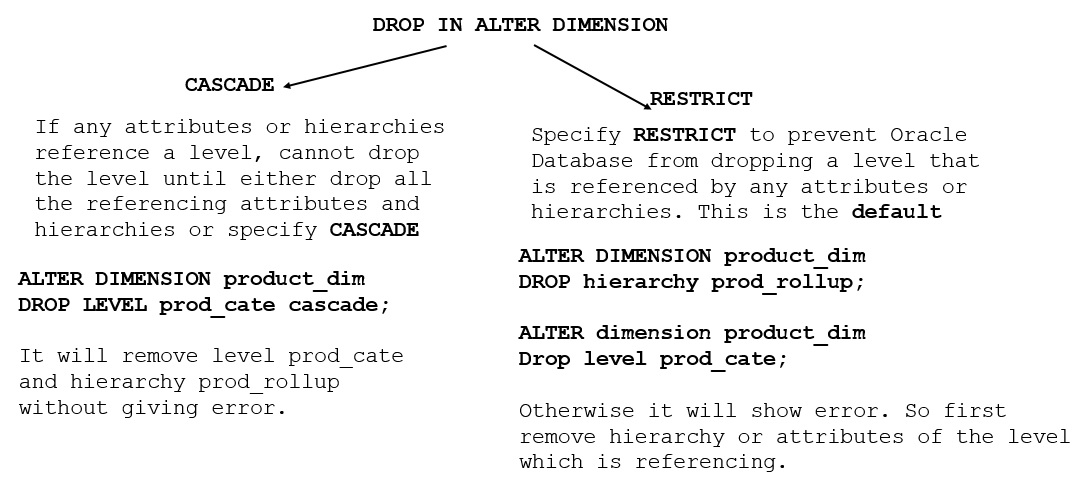 DROP IN ALTER DIMENSION
CASCADE
If any attributes or hierarchies
reference a level, cannot drop
the level until either drop all
the referencing attributes and
hierarchies or specify CASCADE
ALTER DIMENSION product_dim
DROP LEVEL prod_cate cascade;
It will remove level prod_cate
and hierarchy prod_rollup
without giving error.
RESTRICT
Specify RESTRICT to prevent Oracle
Database from dropping a level that
is referenced by any attributes or
hierarchies. This is the default
ALTER DIMENSION product_dim
DROP hierarchy prod_rollup;
ALTER dimension product_dim
Drop level prod_cate;
Otherwise it will show error. So first
remove hierarchy or attributes of the level
which is referencing.